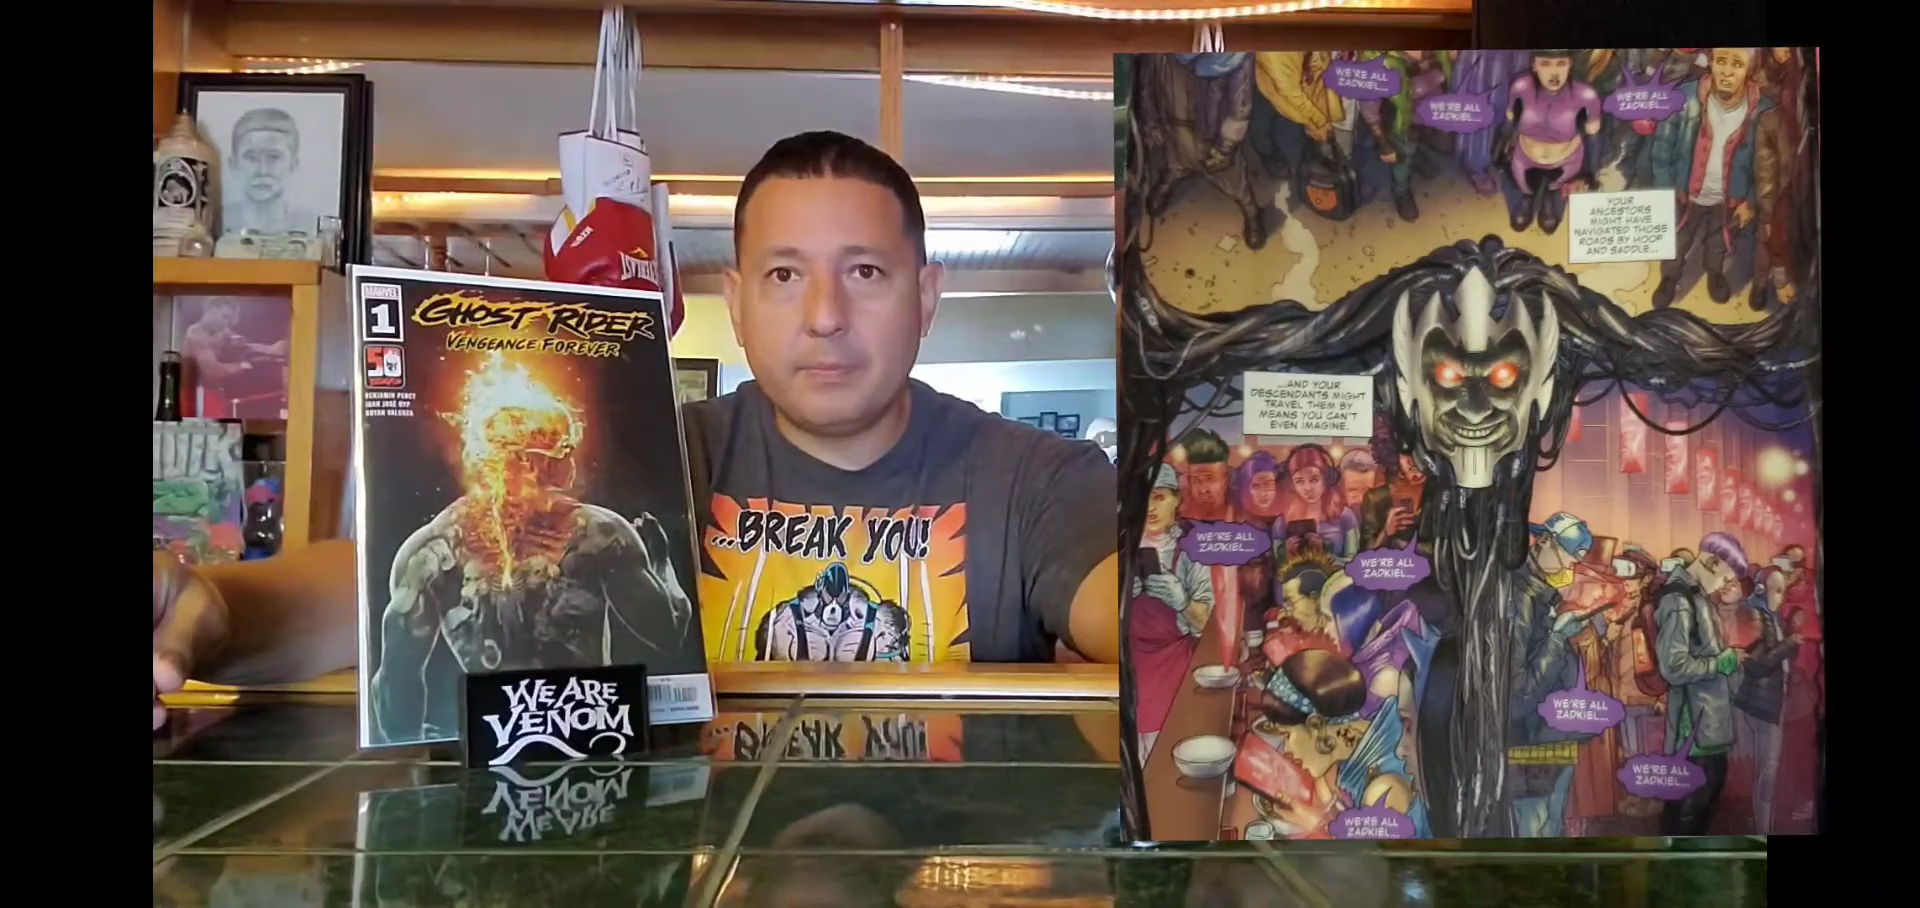 MARVEL
1
GHOST RIDER
VENGEANCE FOREVER
50
BENJAMIN PERCY
JUAN JOSÉ RYP
BRYAN VALENZA
WE ARE
VENOM
...BREAK YOU!
EVERLAST
WE'RE ALL
ZADKIEL...
WE'RE ALL
ZADKIEL...
WE'RE ALL
ZADKIEL...
YOUR
ANCESTORS
MIGHT HAVE
NAVIGATED THOSE
ROADS BY HOOF
AND SADDLE...
...AND YOUR
DESCENDANTS MIGHT
TRAVEL THEM BY
MEANS YOU CAN'T
EVEN IMAGINE.
WE'RE ALL
ZADKIEL...
WE'RE ALL
ZADKIEL...
WE'RE ALL
ZADKIEL...
WE'RE ALL
ZADKIEL...
WE'RE ALL
ZADKIEL...